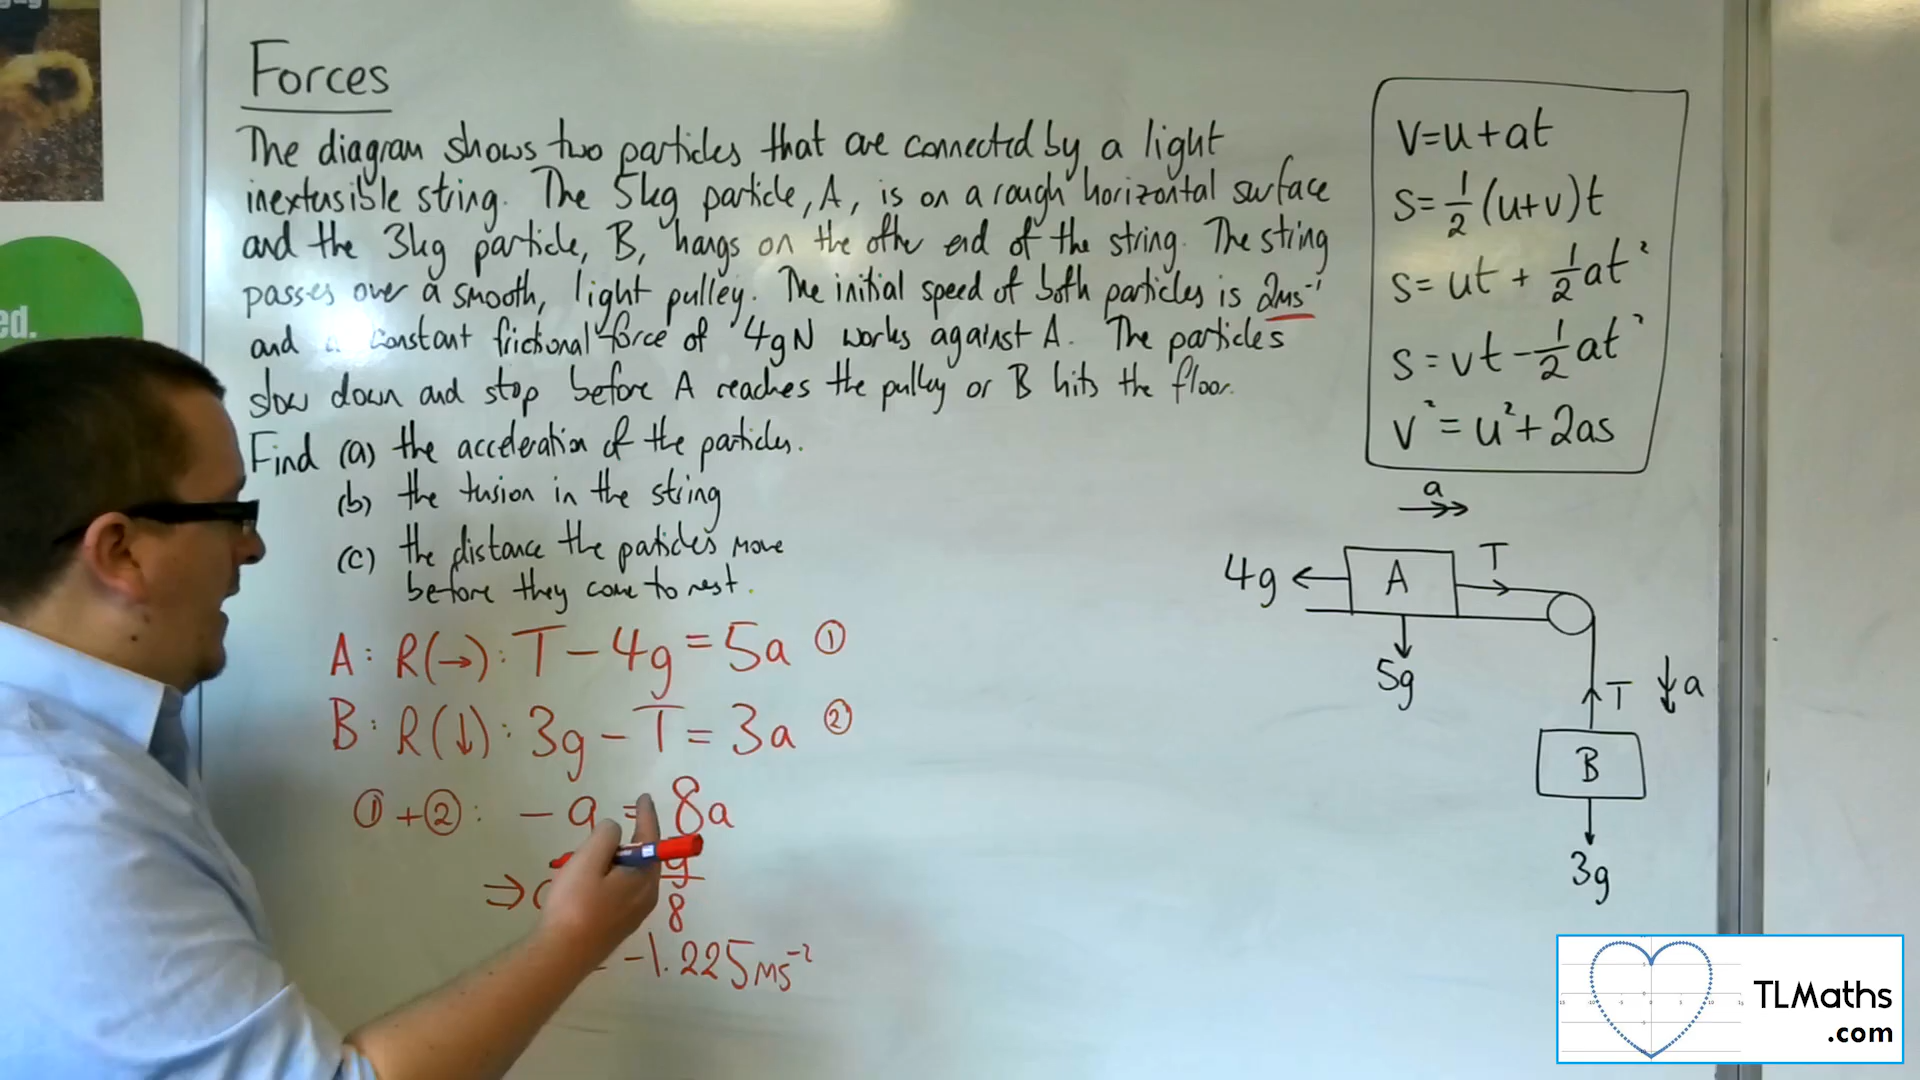 Forces
The diagram shows two particles that are connected by a light
inextensible string. The 5kg particle, A, is on a rough horizontal surface
and the 3kg particle, B, hangs on the other end of the string. The string
passes over a smooth, light pulley. The initial speed of both particles is 2ms⁻¹
and a constant frictional force of 4gN works against A. The particles
slow down and stop before A reaches the pulley or B hits the floor.
Find (a) the acceleration of the particles.
(b) the tension in the string
(c) the distance the particles move
before they come to rest.
A: R(→): T - 4g = 5a ①
B: R(↓): 3g - T = 3a ②
① + ②: -g = 8a
⇒
g
8
-1.225ms⁻²
v = u + at
s = 1/2 (u+v)t
s = ut + 1/2 at²
s = vt - 1/2 at²
v² = u² + 2as
a
4g A T
5g
T a
B
3g
ed.
TLMaths
.com